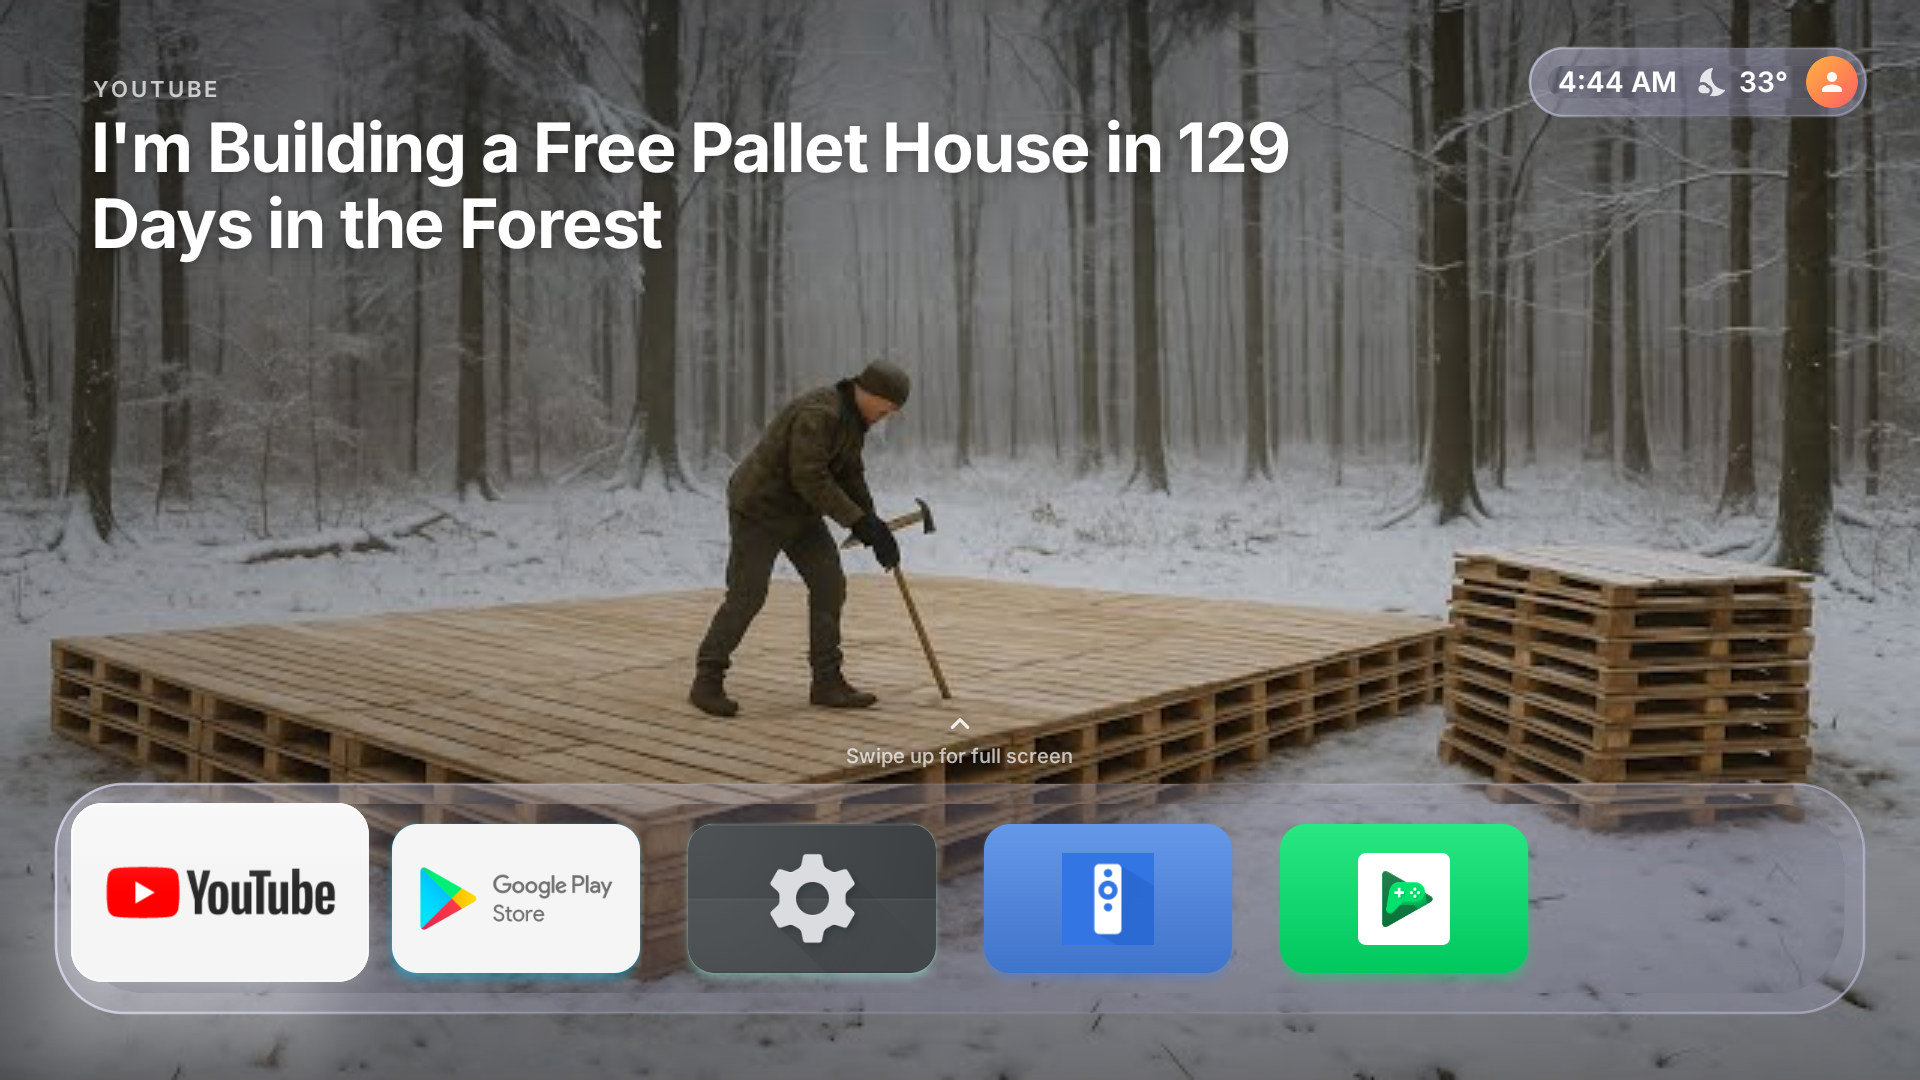 YOUTUBE
I'm Building a Free Pallet House in 129
Days in the Forest
4:44 AM 33°
Swipe up for full screen
YouTube
Google Play
Store